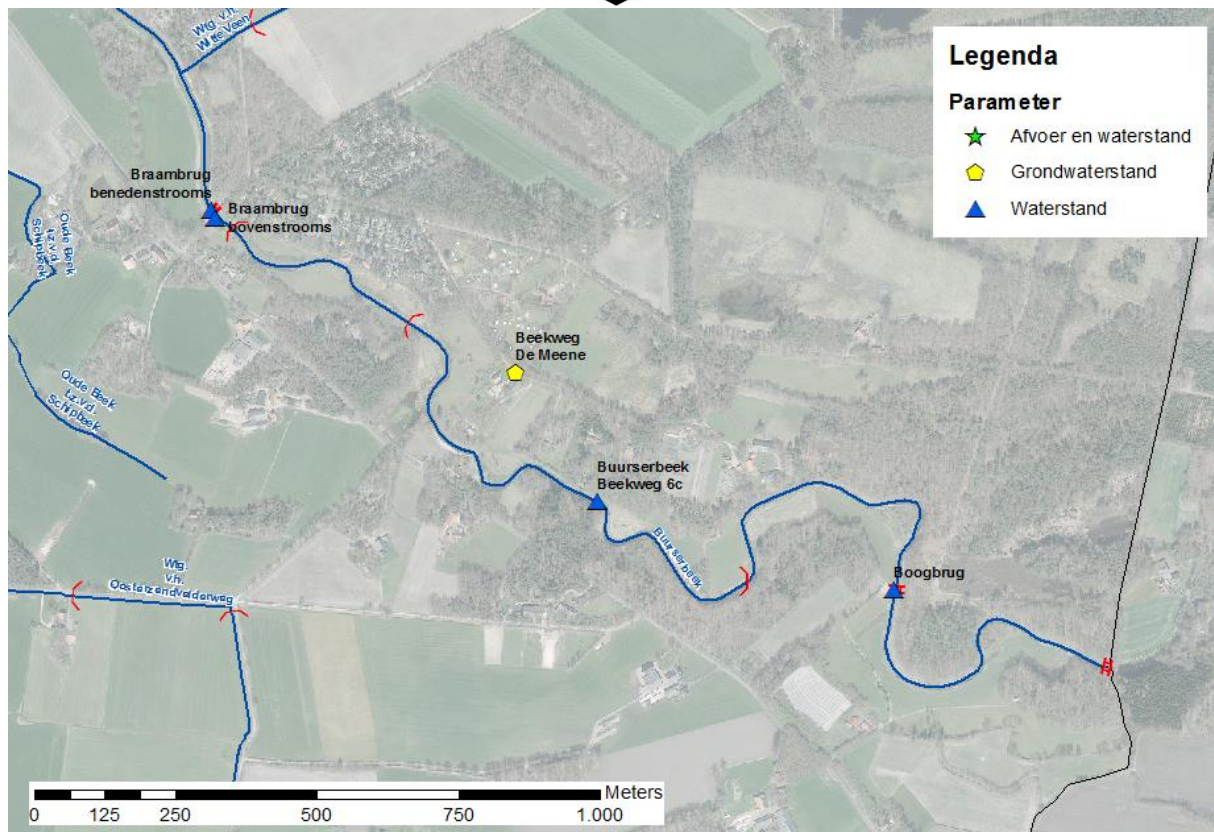 Wtg. v.h.
Witte Veen
Legenda
Parameter
Afvoer en waterstand
Grondwaterstand
Waterstand
Braambrug
benedenstrooms
Braambrug
bovenstrooms
Oude Beek
t.z.v.d.
Schipbeek
Beekweg
De Meene
Oude Beek
t.z.v.d.
Schipbeek
Buurserbeek
Beekweg 6c
Buurserbeek
Boogbrug
Wtg.
v.h.
Oosterzendvelderweg
Meters
0 125 250 500 750 1.000